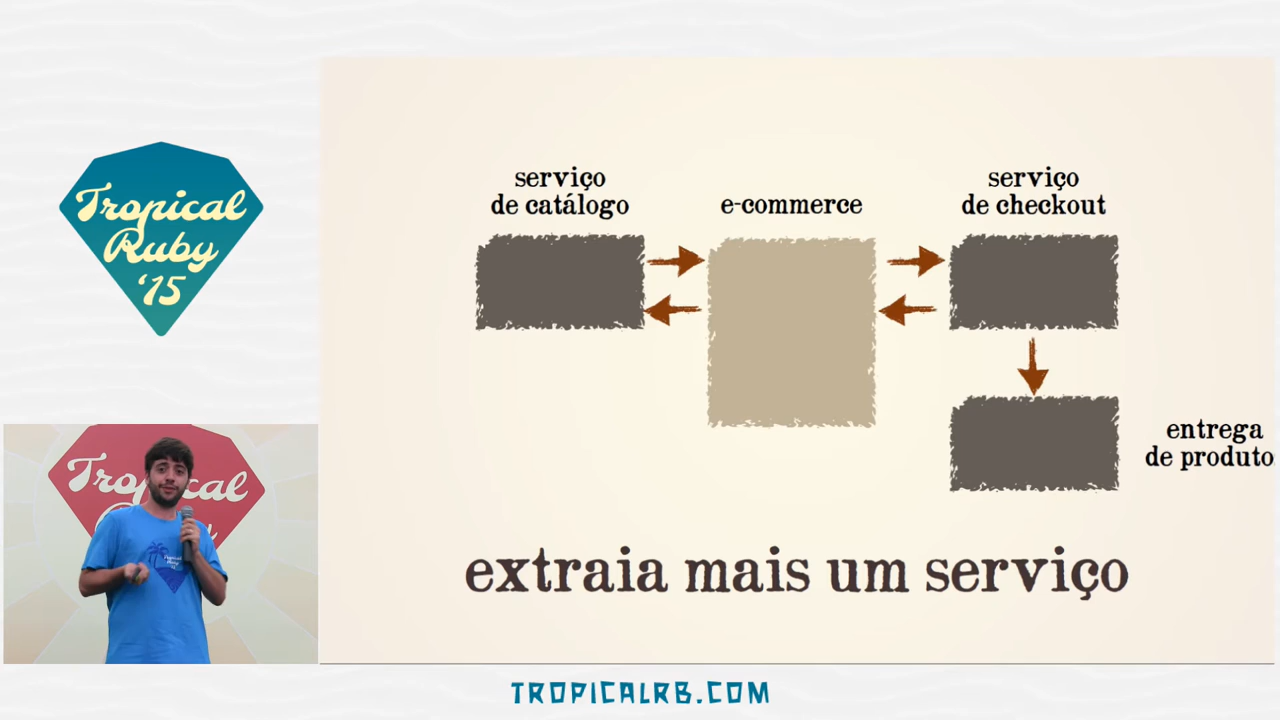 Tropical
Ruby
'15
serviço
de catálogo
e-commerce
serviço
de checkout
entrega
de produto
extraia mais um serviço
Tropical
TROPICALRB.COM